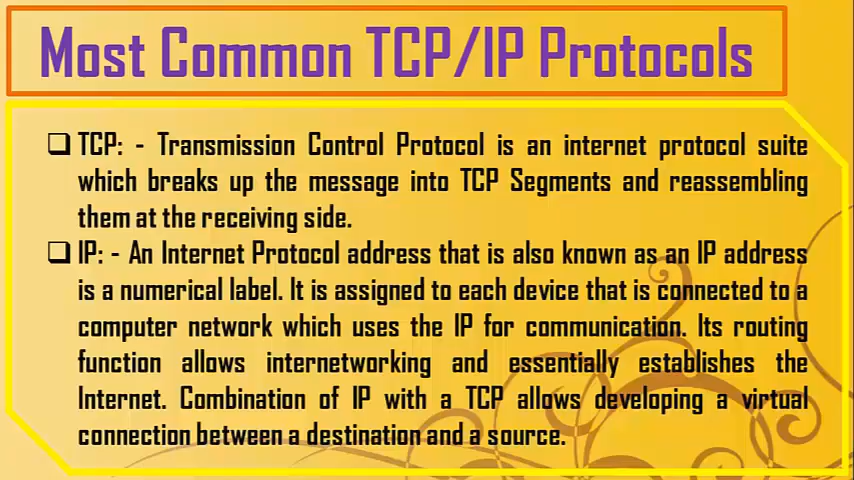 Most Common TCP/IP Protocols
❑ TCP: - Transmission Control Protocol is an internet protocol suite
which breaks up the message into TCP Segments and reassembling
them at the receiving side.
❑ IP: - An Internet Protocol address that is also known as an IP address
is a numerical label. It is assigned to each device that is connected to a
computer network which uses the IP for communication. Its routing
function allows internetworking and essentially establishes the
Internet. Combination of IP with a TCP allows developing a virtual
connection between a destination and a source.